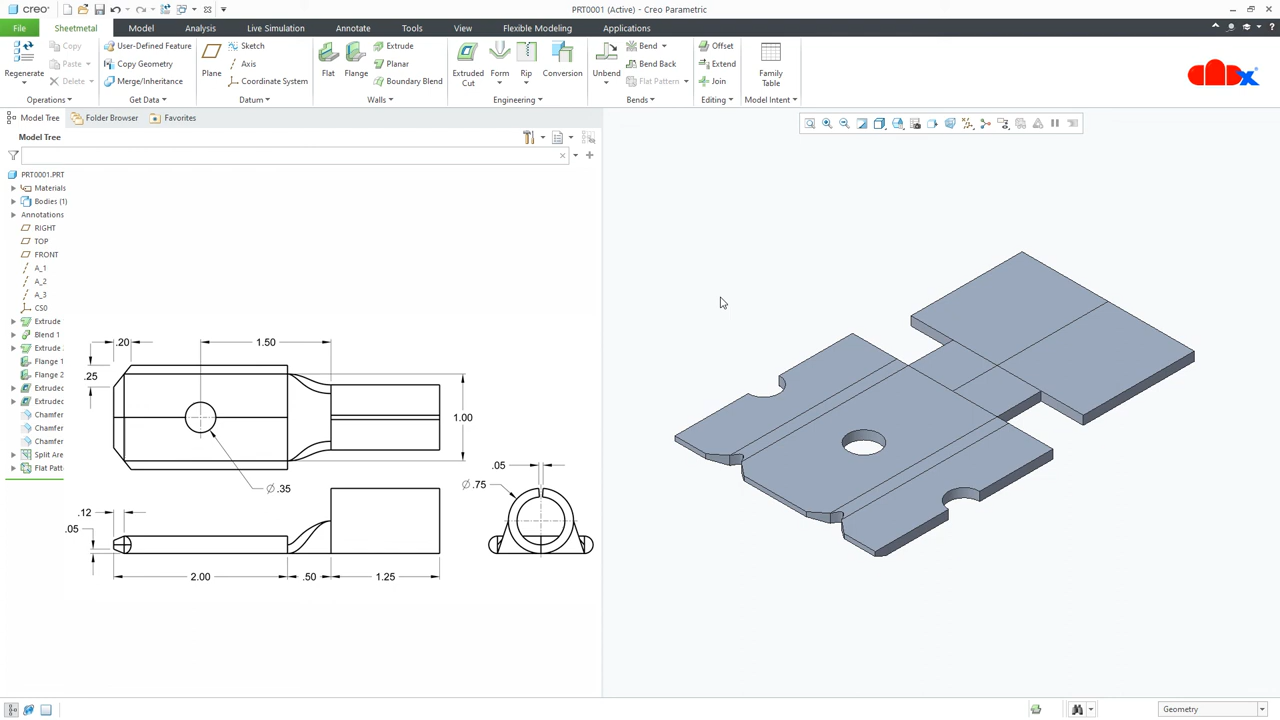 creo® PRT0001 (Active) - Creo Parametric
File Sheetmetal Model Analysis Live Simulation Annotate Tools View Flexible Modeling Applications
Regenerate Copy Paste Delete
User-Defined Feature Copy Geometry Merge/Inheritance
Plane Sketch Axis Coordinate System
Flat Flange Extrude Planar Boundary Blend
Extruded Cut Form Rip Conversion
Unbend Bend Bend Back Flat Pattern
Offset Extend Join
Family Table
Operations Get Data Datum Walls Engineering Bends Editing Model Intent
Model Tree Folder Browser Favorites
Model Tree
PRT0001.PRT
Materials
Bodies (1)
Annotations
RIGHT
TOP
FRONT
A_1
A_2
A_3
CS0
Extrude
Blend 1
Extrude
Flange 1
Flange 2
Extruded
Extruded
Chamfer
Chamfer
Chamfer
Split Are
Flat Patt
.20 1.50
.25
1.00
.05
Ø.75
Ø.35
.12
.05
2.00 .50 1.25
Geometry